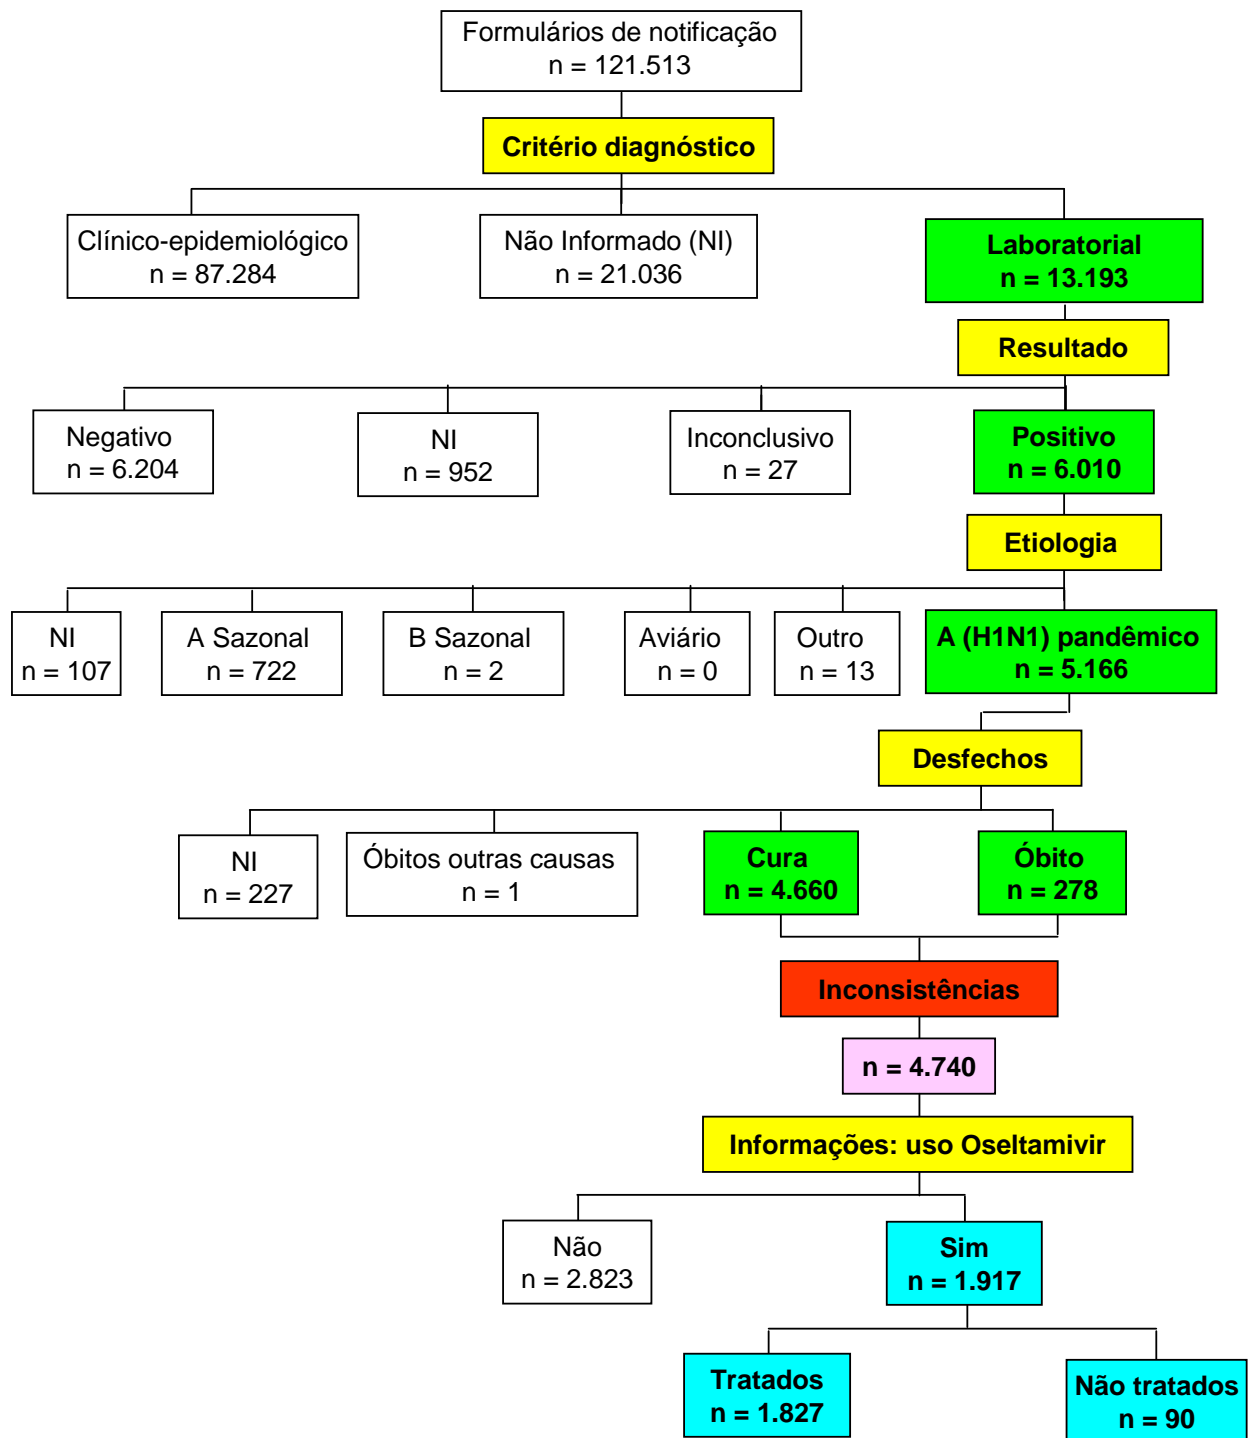 Formulários de notificação
n = 121.513
Critério diagnóstico
Clínico-epidemiológico
n = 87.284
Não Informado (NI)
n = 21.036
Laboratorial
n = 13.193
Resultado
Negativo
n = 6.204
NI
n = 952
Inconclusivo
n = 27
Positivo
n = 6.010
Etiologia
NI
n = 107
A Sazonal
n = 722
B Sazonal
n = 2
Aviário
n = 0
Outro
n = 13
A (H1N1) pandêmico
n = 5.166
Desfechos
NI
n = 227
Óbitos outras causas
n = 1
Cura
n = 4.660
Óbito
n = 278
Inconsistências
n = 4.740
Informações: uso Oseltamivir
Não
n = 2.823
Sim
n = 1.917
Tratados
n = 1.827
Não tratados
n = 90